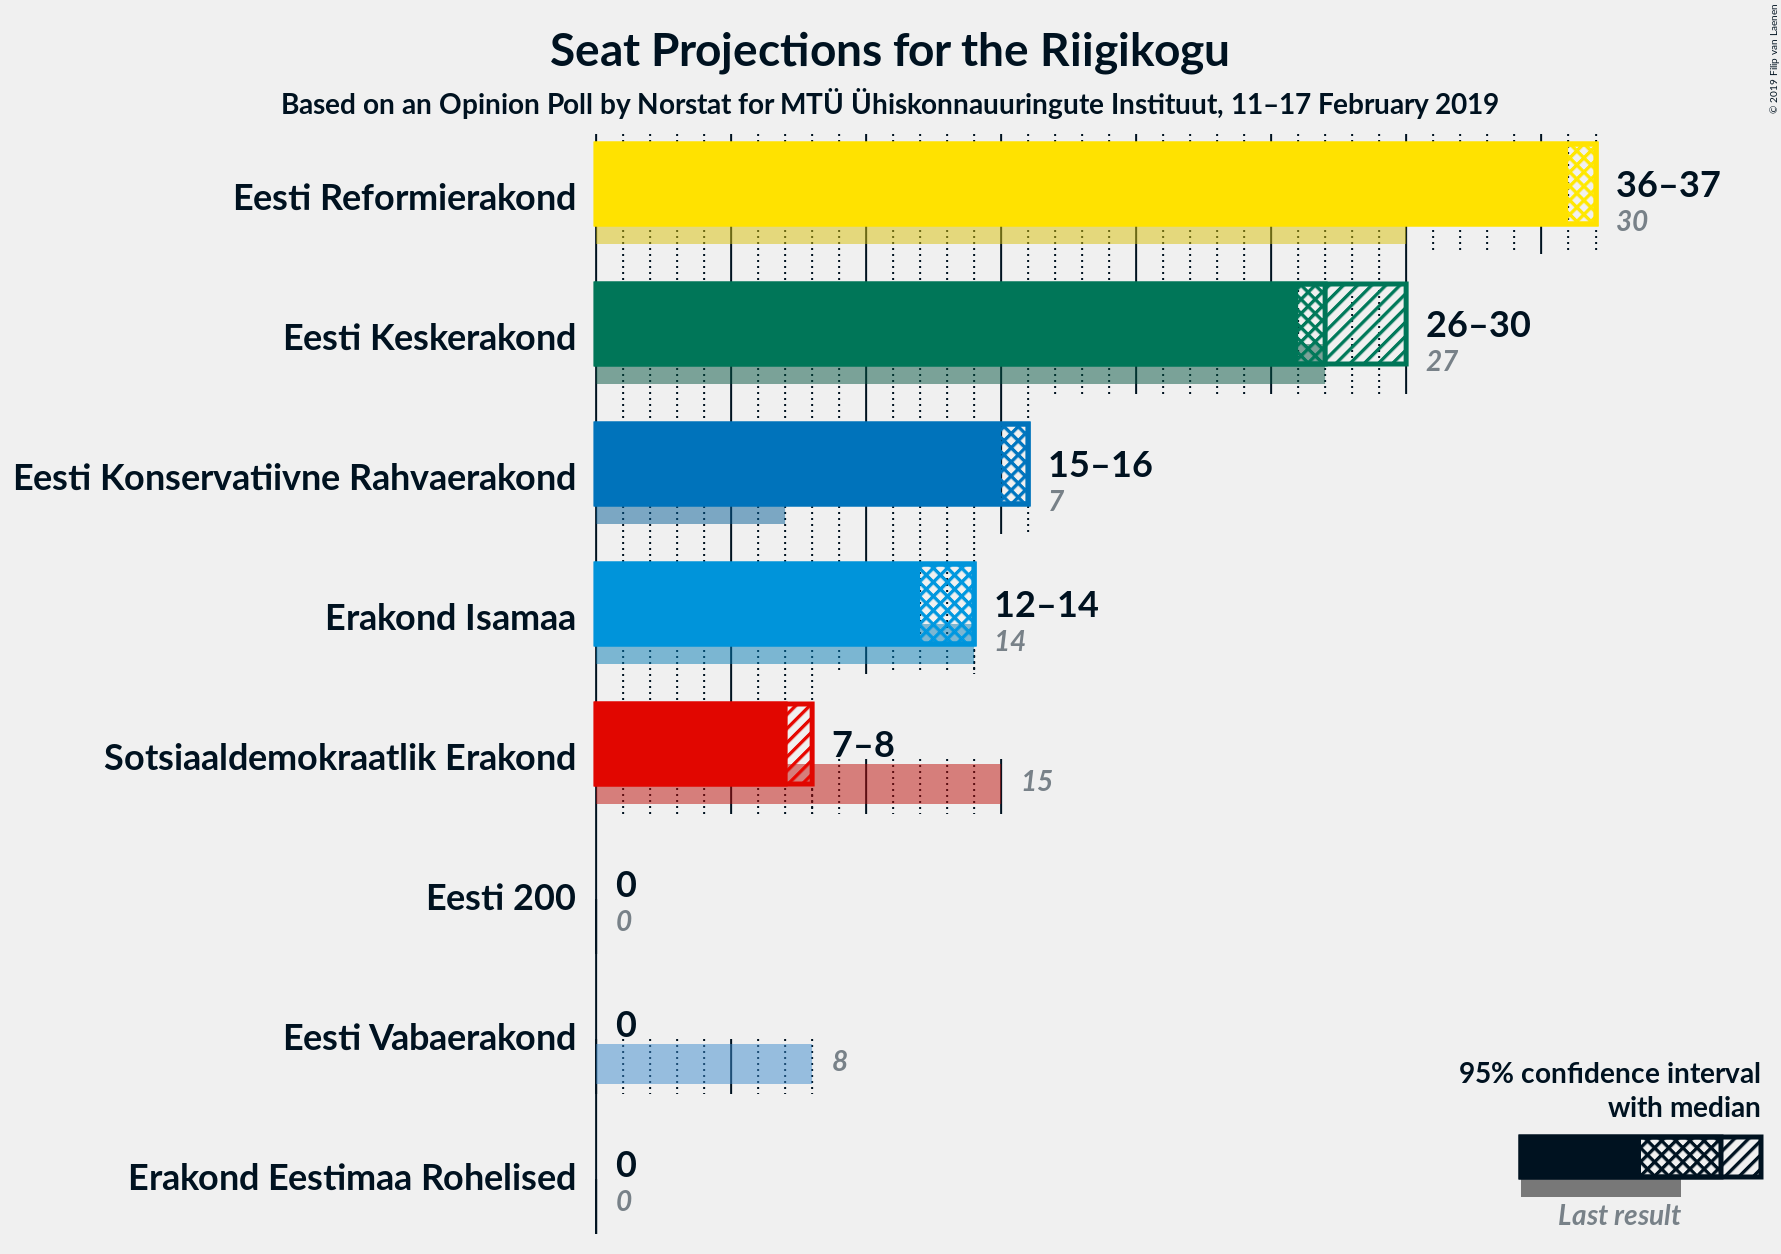 Seat Projections for the Riigikogu
Based on an Opinion Poll by Norstat for MTÜ Ühiskonnauuringute Instituut, 11–17 February 2019
© 2019 Filip van Laenen
Eesti Reformierakond
36–37
30
Eesti Keskerakond
26–30
27
Eesti Konservatiivne Rahvaerakond
15–16
7
Erakond Isamaa
12–14
14
Sotsiaaldemokraatlik Erakond
7–8
15
Eesti 200
0
0
Eesti Vabaerakond
0
8
Erakond Eestimaa Rohelised
0
0
95% confidence interval
with median
Last result